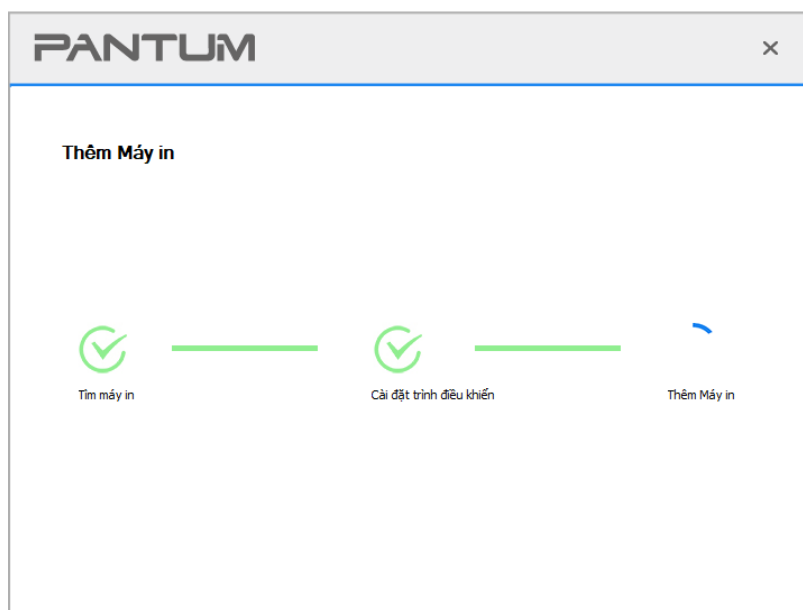 PANTUM
Thêm Máy in
Tìm máy in
Cài đặt trình điều khiển
Thêm Máy in